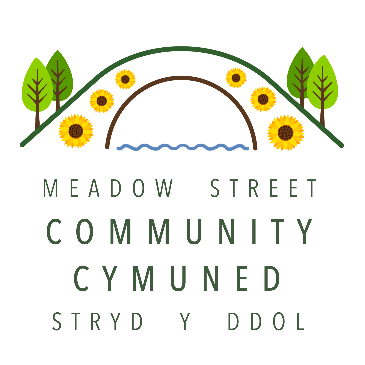 MEADOW STREET
COMMUNITY
CYMUNED
STRYD Y DDOL